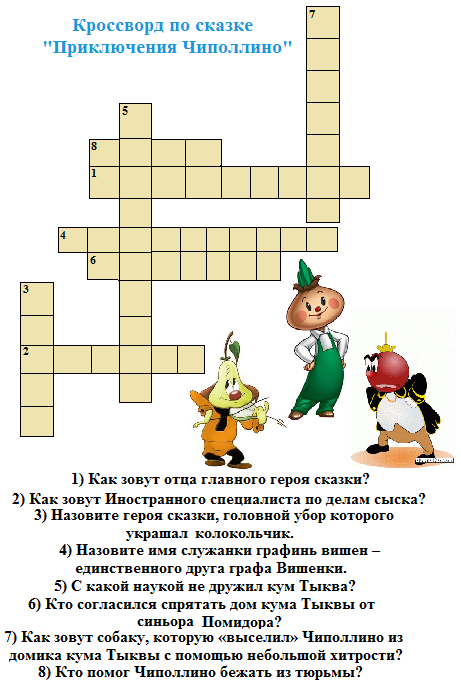 Кроссворд по сказке
"Приключения Чиполлино"
7
5
8
1
4
6
3
2
1) Как зовут отца главного героя сказки?
2) Как зовут Иностранного специалиста по делам сыска?
3) Назовите героя сказки, головной убор которого
украшал колокольчик.
4) Назовите имя служанки графинь вишен –
единственного друга графа Вишенки.
5) С какой наукой не дружил кум Тыква?
6) Кто согласился спрятать дом кума Тыквы от
синьора Помидора?
7) Как зовут собаку, которую «выселил» Чиполлино из
домика кума Тыквы с помощью небольшой хитрости?
8) Кто помог Чиполлино бежать из тюрьмы?